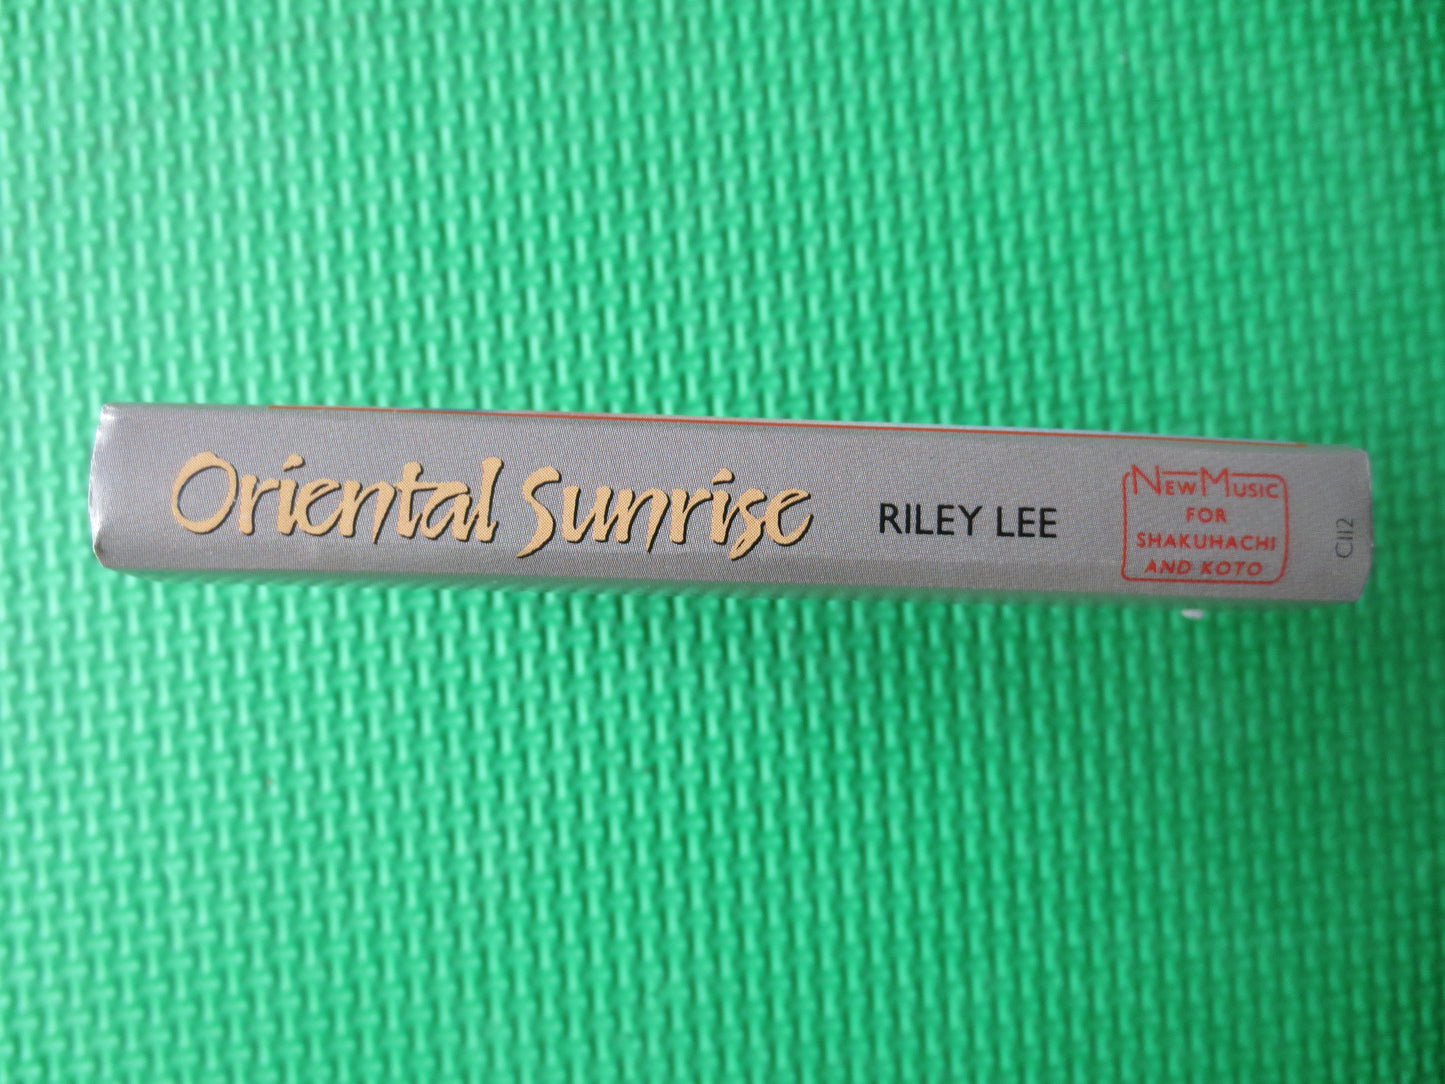 Oriental Sunrise
RILEY LEE
NEW MUSIC
FOR
SHAKUHACHI
AND KOTO
C112